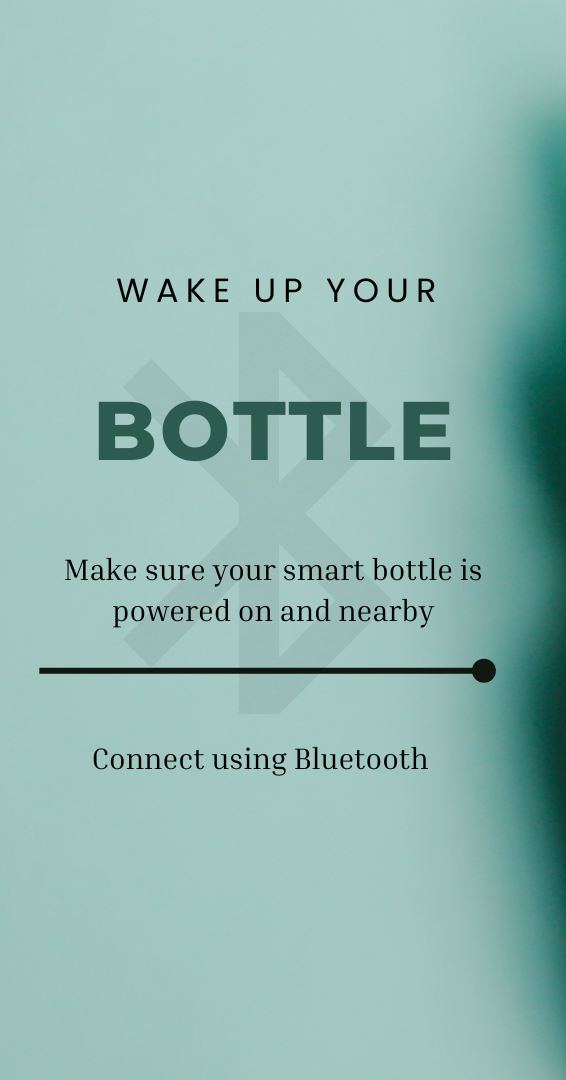 WAKE UP YOUR
BOTTLE
Make sure your smart bottle is
powered on and nearby
Connect using Bluetooth